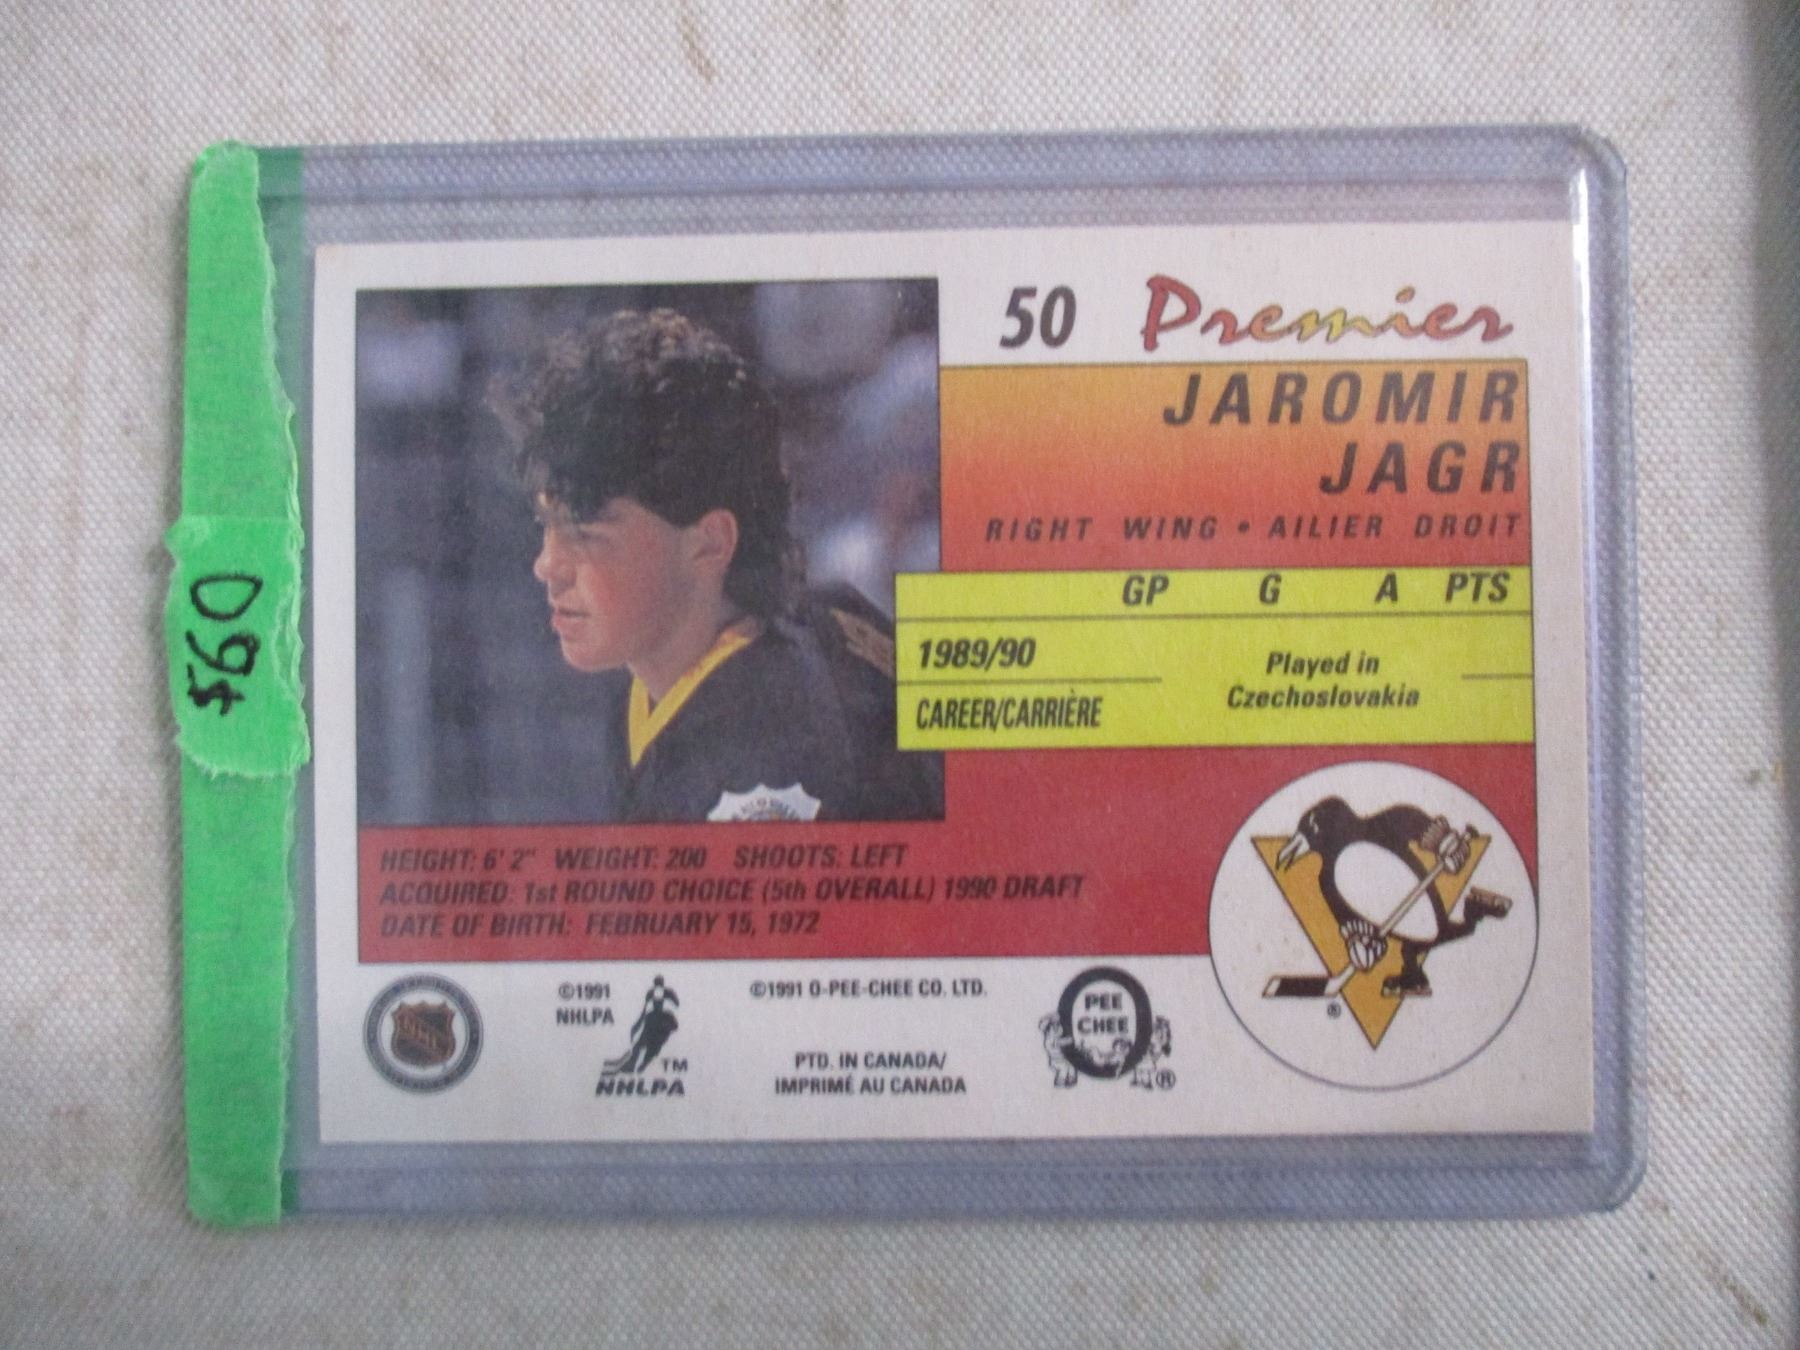 $60
50 Premier
JAROMIR
JAGR
RIGHT WING • AILIER DROIT
GP G A PTS
1989/90
Played in
Czechoslovakia
CAREER/CARRIÈRE
HEIGHT: 6' 2" WEIGHT: 200 SHOOTS: LEFT
ACQUIRED: 1st ROUND CHOICE (5th OVERALL) 1990 DRAFT
DATE OF BIRTH: FEBRUARY 15, 1972
NHL
©1991
NHLPA
TM
NHLPA
©1991 O-PEE-CHEE CO. LTD.
PTD. IN CANADA/
IMPRIMÉ AU CANADA
O
PEE
CHEE
®
®